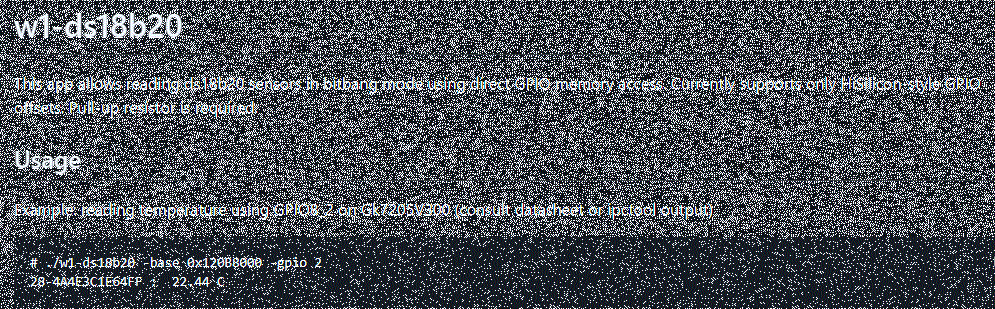 w1-ds18b20
This app allows reading ds18b20 sensors in bitbang mode using direct GPIO memory access. Currently supports only HiSilicon-style GPIO
offsets. Pull-up resistor is required.
Usage
Example: reading temperature using GPIO8_2 on GK7205V300 (consult datasheet or ipctool output)
# ./w1-ds18b20 -base 0x120B8000 -gpio 2
28-4A4E3C1E64FF : 22.44 C